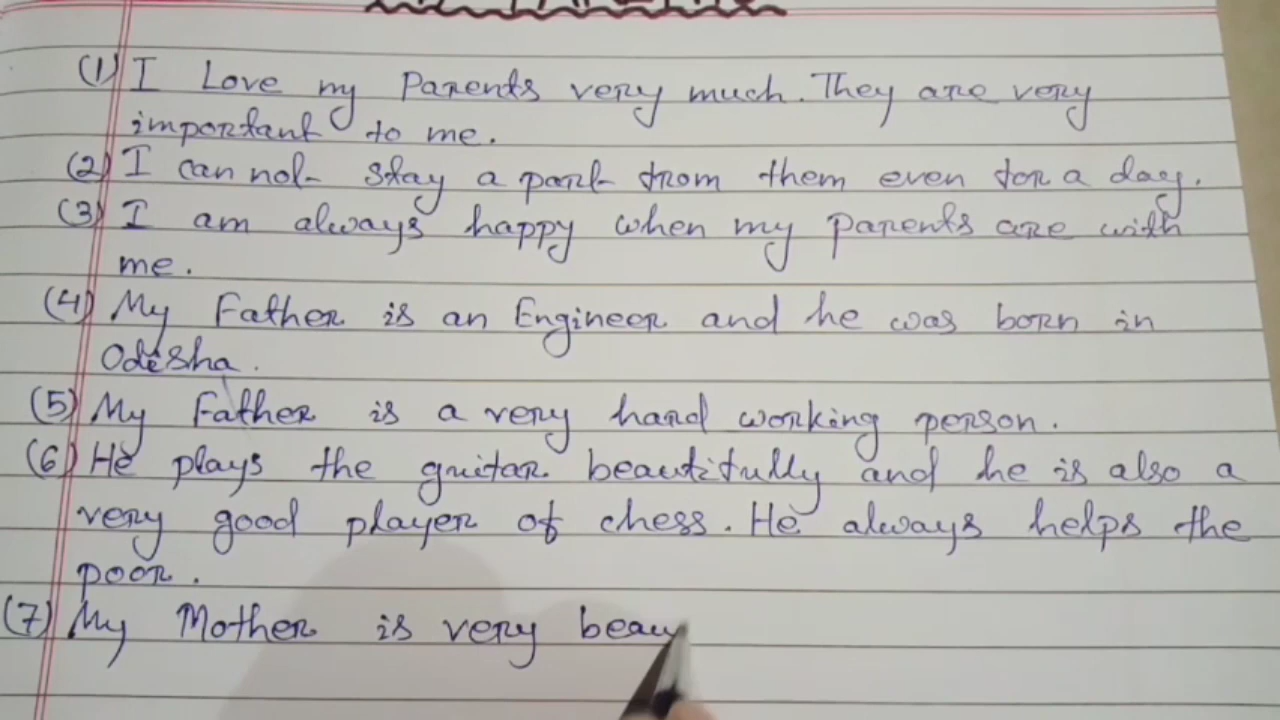 (1) I Love my Parents very much. They are very
important to me.
(2) I can not stay a part from them even for a day.
(3) I am always happy when my parents are with
me.
(4) My Father is an Engineer and he was born in
Odisha.
(5) My Father is a very hard working person.
(6) He plays the guitar beautifully and he is also a
very good player of chess. He always helps the
poor.
(7) My Mother is very beau